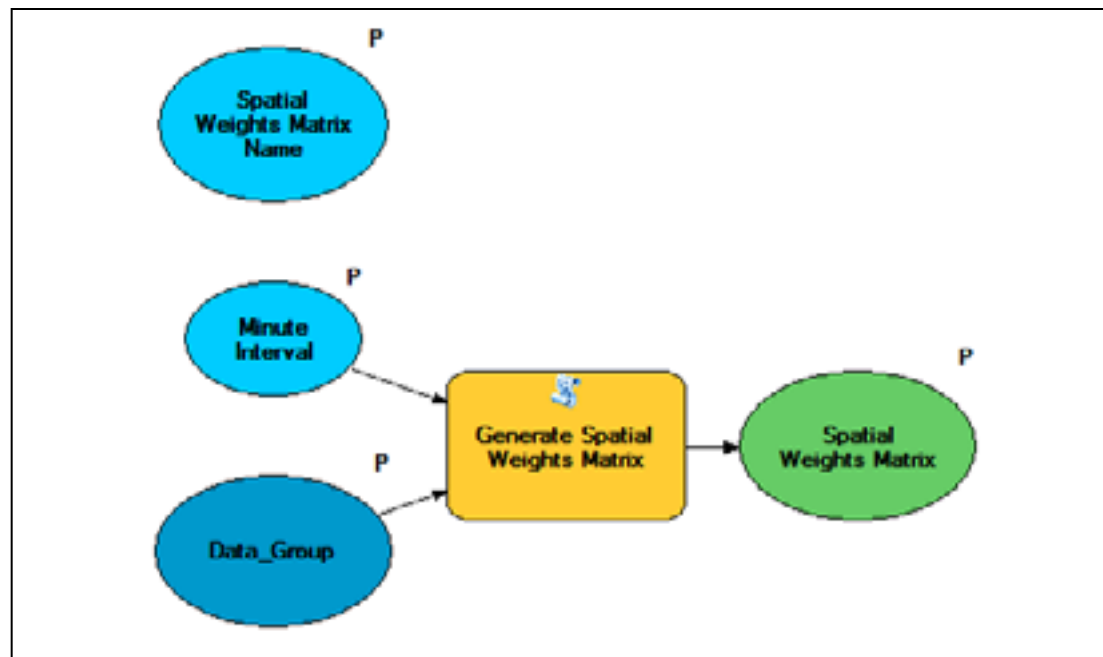 P
Spatial
Weights Matrix
Name
P
Minute
Interval
P
Data_Group
Generate Spatial
Weights Matrix
P
Spatial
Weights Matrix